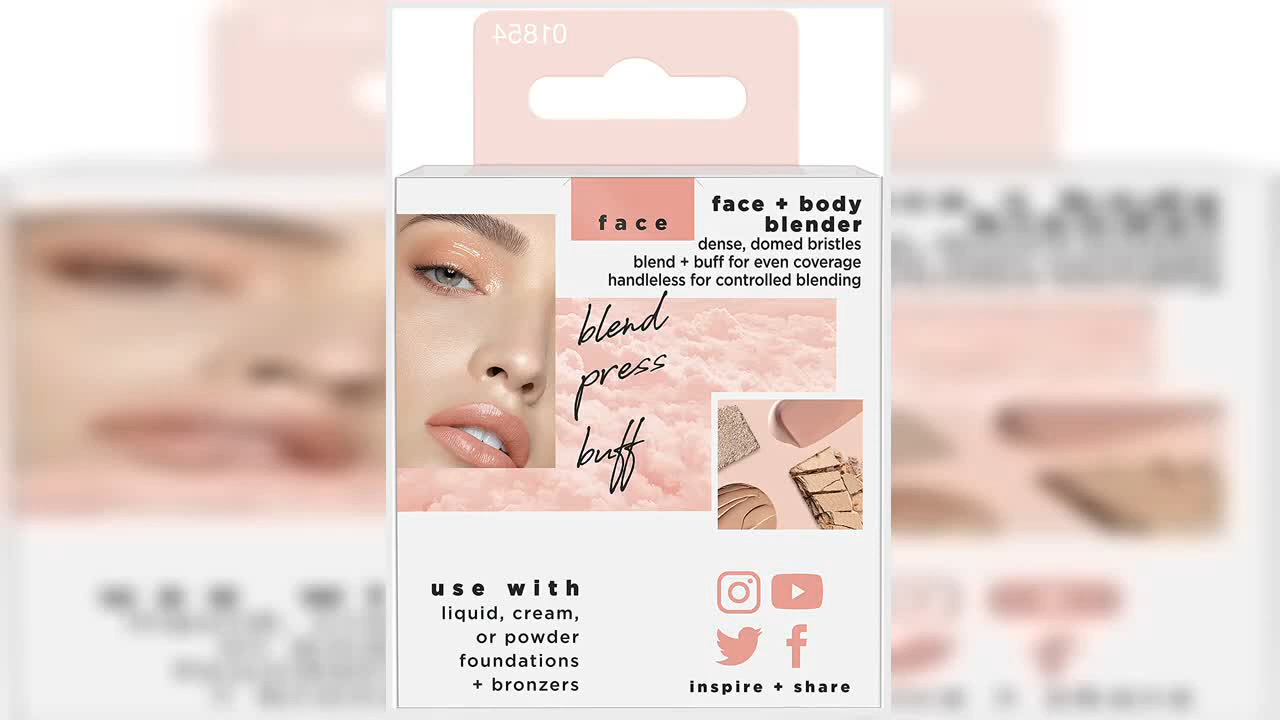 01854
face
face + body
blender
dense, domed bristles
blend + buff for even coverage
handleless for controlled blending
blend
press
buff
use with
liquid, cream,
or powder
foundations
+ bronzers
inspire + share